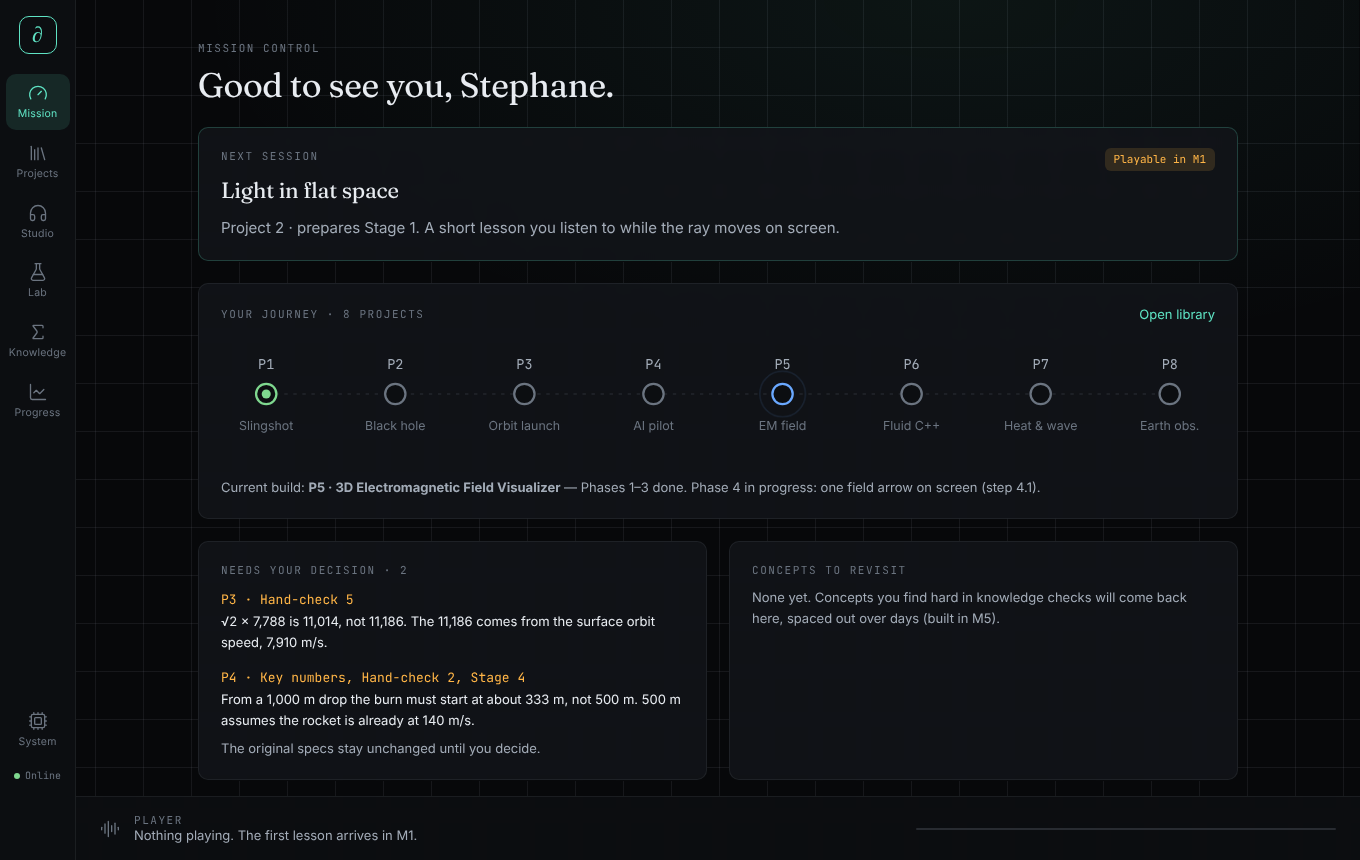 ∂
Mission
Projects
Studio
Lab
Knowledge
Progress
System
Online
MISSION CONTROL
Good to see you, Stephane.
NEXT SESSION
Playable in M1
Light in flat space
Project 2 · prepares Stage 1. A short lesson you listen to while the ray moves on screen.
YOUR JOURNEY · 8 PROJECTS
Open library
P1 P2 P3 P4 P5 P6 P7 P8
Slingshot Black hole Orbit launch AI pilot EM field Fluid C++ Heat & wave Earth obs.
Current build: P5 · 3D Electromagnetic Field Visualizer — Phases 1–3 done. Phase 4 in progress: one field arrow on screen (step 4.1).
NEEDS YOUR DECISION · 2
P3 · Hand-check 5
√2 × 7,788 is 11,014, not 11,186. The 11,186 comes from the surface orbit
speed, 7,910 m/s.
P4 · Key numbers, Hand-check 2, Stage 4
From a 1,000 m drop the burn must start at about 333 m, not 500 m. 500 m
assumes the rocket is already at 140 m/s.
The original specs stay unchanged until you decide.
CONCEPTS TO REVISIT
None yet. Concepts you find hard in knowledge checks will come back
here, spaced out over days (built in M5).
PLAYER
Nothing playing. The first lesson arrives in M1.